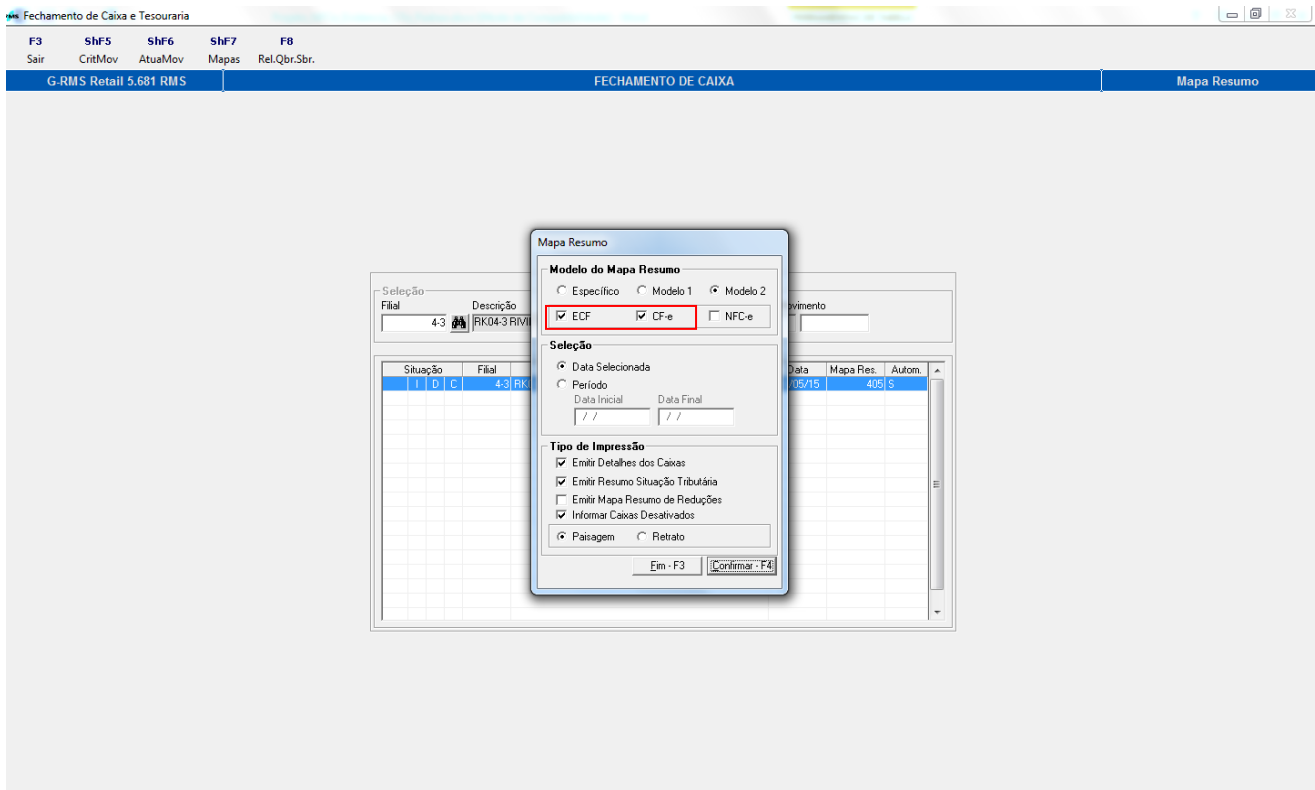 Fechamento de Caixa e Tesouraria
F3 ShF5 ShF6 ShF7 F8
Sair CritMov AtuaMov Mapas Rel.Qbr.Sbr.
G-RMS Retail 5.681 RMS FECHAMENTO DE CAIXA Mapa Resumo
Mapa Resumo
Modelo do Mapa Resumo
Específico Modelo 1 Modelo 2
ECF CF-e NFC-e
Seleção
Data Selecionada
Período
Data Inicial Data Final
/ / / /
Tipo de Impressão
Emitir Detalhes dos Caixas
Emitir Resumo Situação Tributária
Emitir Mapa Resumo de Reduções
Informar Caixas Desativados
Paisagem Retrato
Fim - F3 Confirmar - F4
Seleção
Filial Descrição
4-3 RK04-3
Situação Filial Data Mapa Res. Autom.
I D C 4-3 /05/15 405 S